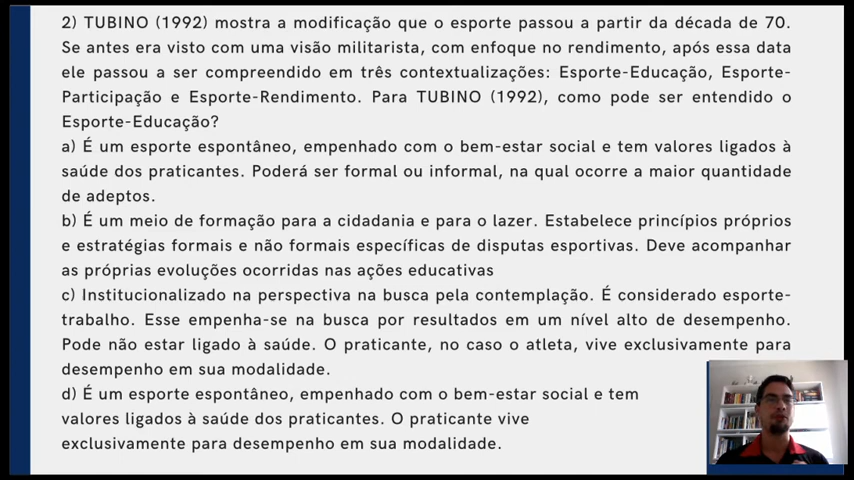 2) TUBINO (1992) mostra a modificação que o esporte passou a partir da década de 70.
Se antes era visto com uma visão militarista, com enfoque no rendimento, após essa data
ele passou a ser compreendido em três contextualizações: Esporte-Educação, Esporte-
Participação e Esporte-Rendimento. Para TUBINO (1992), como pode ser entendido o
Esporte-Educação?
a) É um esporte espontâneo, empenhado com o bem-estar social e tem valores ligados à
saúde dos praticantes. Poderá ser formal ou informal, na qual ocorre a maior quantidade
de adeptos.
b) É um meio de formação para a cidadania e para o lazer. Estabelece princípios próprios
e estratégias formais e não formais específicas de disputas esportivas. Deve acompanhar
as próprias evoluções ocorridas nas ações educativas
c) Institucionalizado na perspectiva na busca pela contemplação. É considerado esporte-
trabalho. Esse empenha-se na busca por resultados em um nível alto de desempenho.
Pode não estar ligado à saúde. O praticante, no caso o atleta, vive exclusivamente para
desempenho em sua modalidade.
d) É um esporte espontâneo, empenhado com o bem-estar social e tem
valores ligados à saúde dos praticantes. O praticante vive
exclusivamente para desempenho em sua modalidade.